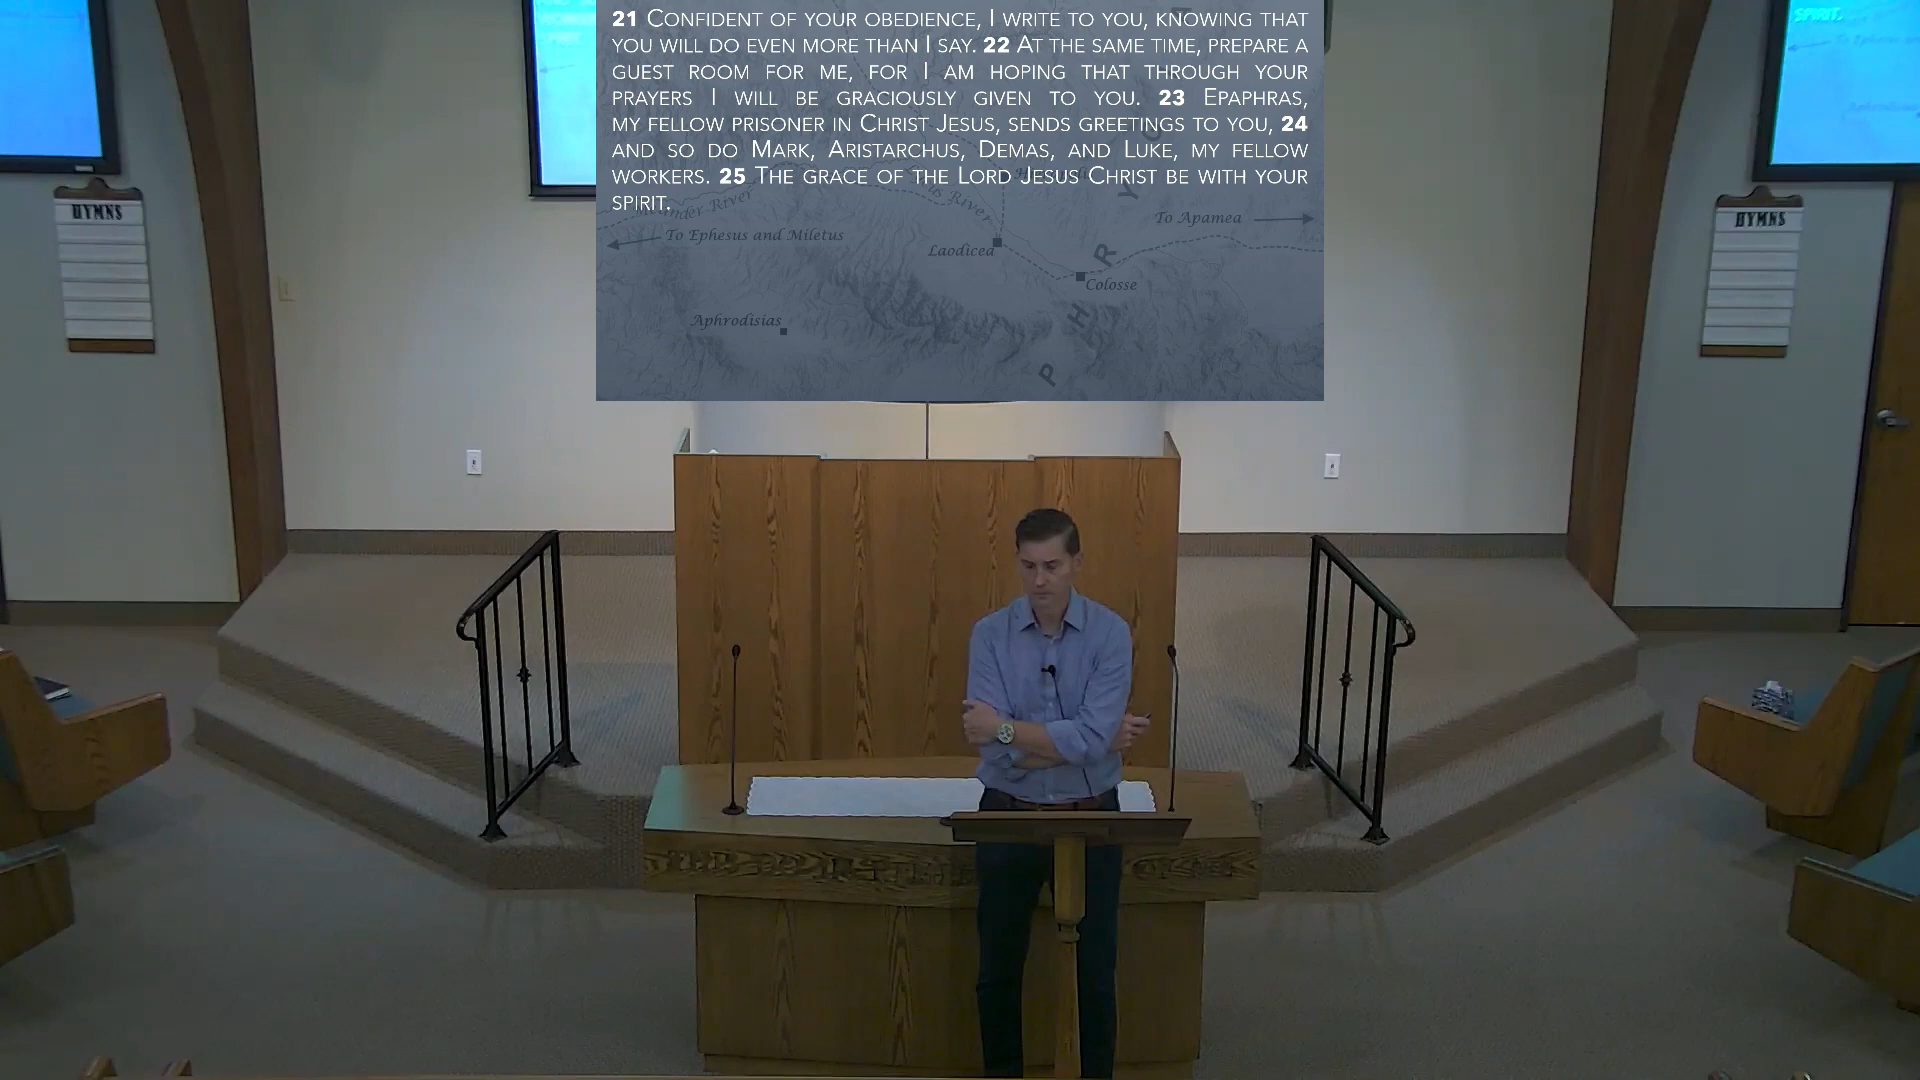 21 Confident of your obedience, I write to you, knowing that
you will do even more than I say. 22 At the same time, prepare a
guest room for me, for I am hoping that through your
prayers I will be graciously given to you. 23 Epaphras,
my fellow prisoner in Christ Jesus, sends greetings to you, 24
and so do Mark, Aristarchus, Demas, and Luke, my fellow
workers. 25 The grace of the Lord Jesus Christ be with your
spirit.
River
River
To Ephesus and Miletus
To Apamea
Laodicea
Colosse
Aphrodisias
P H R Y
HYMNS
HYMNS
SPIRIT.